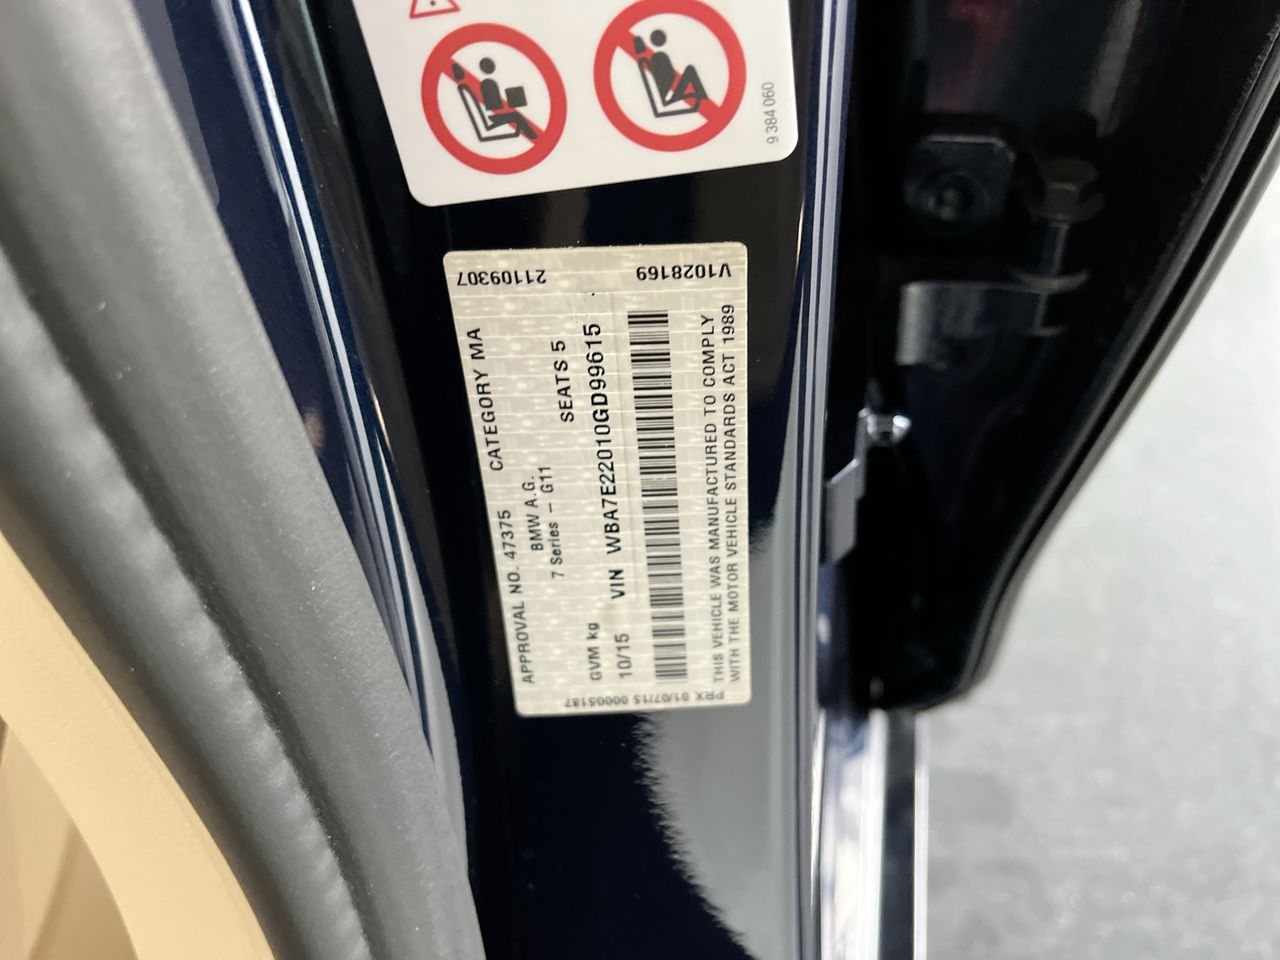 9 384 060
21109307
V1028169
APPROVAL NO. 47375 CATEGORY MA
BMW A.G.
7 Series – G11 SEATS 5
GVM kg
10/15 VIN WBA7E22010GD99615
THIS VEHICLE WAS MANUFACTURED TO COMPLY
WITH THE MOTOR VEHICLE STANDARDS ACT 1989
PRX 01/07/15 00005187